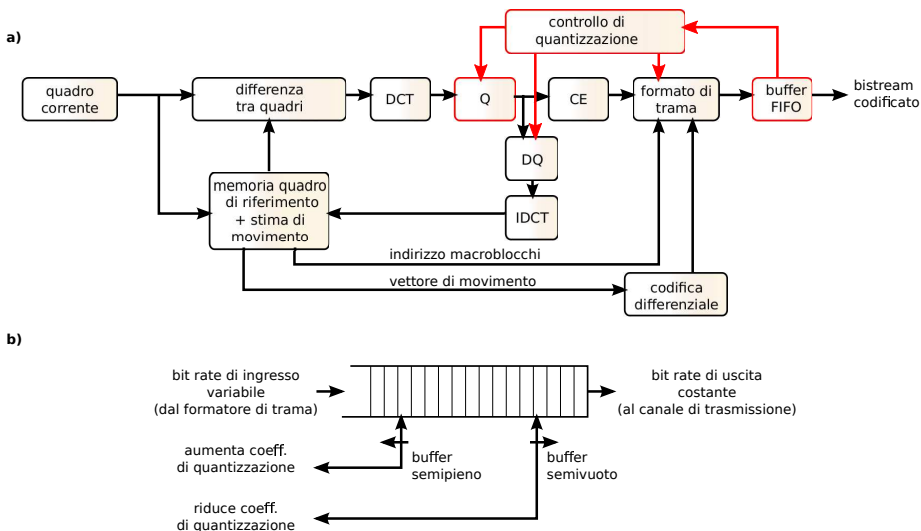 a)
controllo di
quantizzazione
quadro
corrente
differenza
tra quadri
DCT
Q
CE
formato di
trama
buffer
FIFO
bistream
codificato
DQ
memoria quadro
di riferimento
+ stima di
movimento
IDCT
indirizzo macroblocchi
vettore di movimento
codifica
differenziale
b)
bit rate di ingresso
variabile
(dal formatore di trama)
bit rate di uscita
costante
(al canale di trasmissione)
aumenta coeff.
di quantizzazione
buffer
semipieno
buffer
semivuoto
riduce coeff.
di quantizzazione